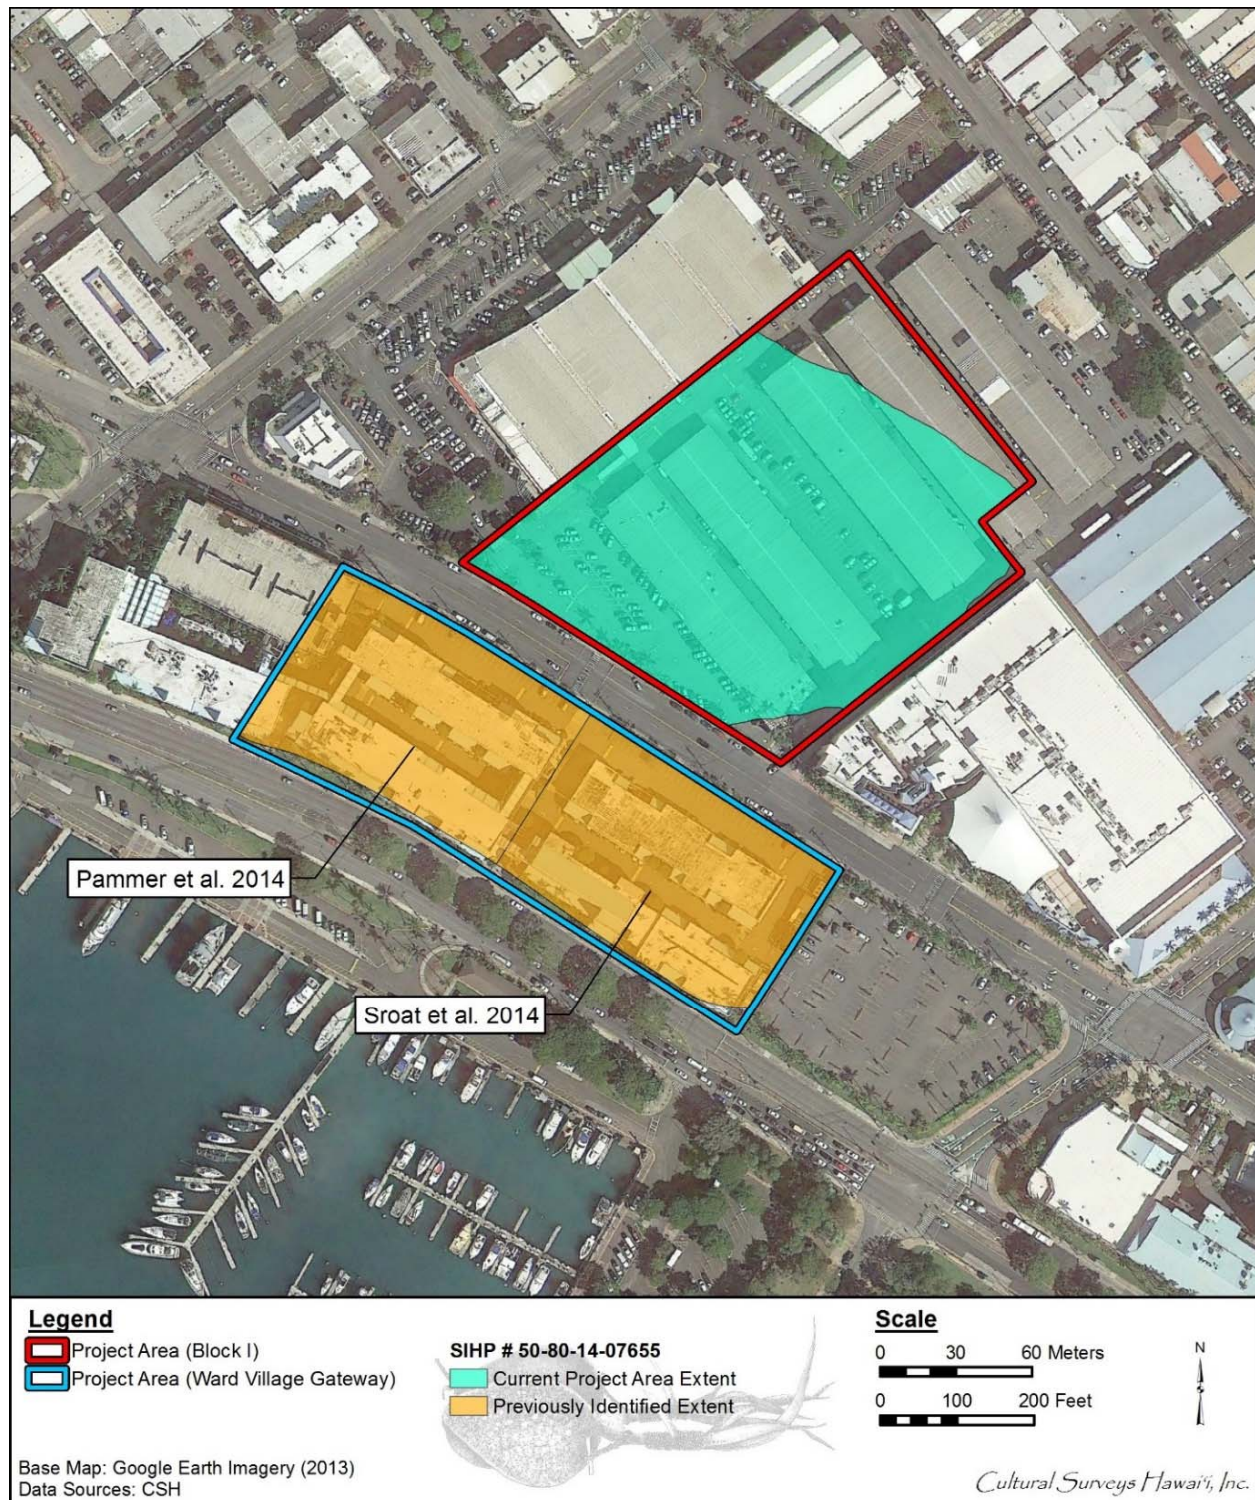 Pammer et al. 2014
Sroat et al. 2014
Legend
Project Area (Block I)
Project Area (Ward Village Gateway)
SIHP # 50-80-14-07655
Current Project Area Extent
Previously Identified Extent
Scale
0 30 60 Meters
0 100 200 Feet
N
Base Map: Google Earth Imagery (2013)
Data Sources: CSH
Cultural Surveys Hawaiʻi, Inc.